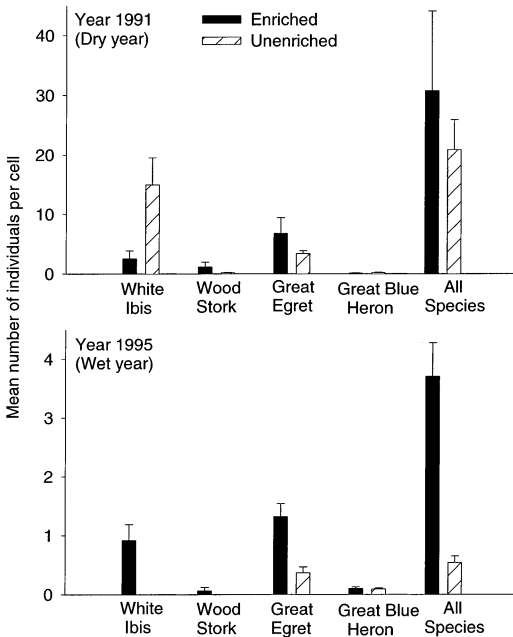 Mean number of individuals per cell
Year 1991
(Dry year)
Enriched
Unenriched
40
30
20
10
0
White
Ibis
Wood
Stork
Great
Egret
Great Blue
Heron
All
Species
Year 1995
(Wet year)
4
3
2
1
0
White
Ibis
Wood
Stork
Great
Egret
Great Blue
Heron
All
Species